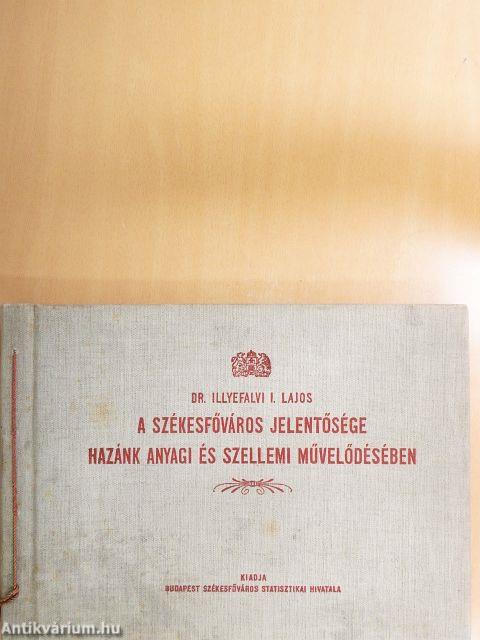 DR. ILLYEFALVI I. LAJOS
A SZÉKESFŐVÁROS JELENTŐSÉGE
HAZÁNK ANYAGI ÉS SZELLEMI MŰVELŐDÉSÉBEN
KIADJA
BUDAPEST SZÉKESFŐVÁROS STATISZTIKAI HIVATALA
Antikvárium.hu